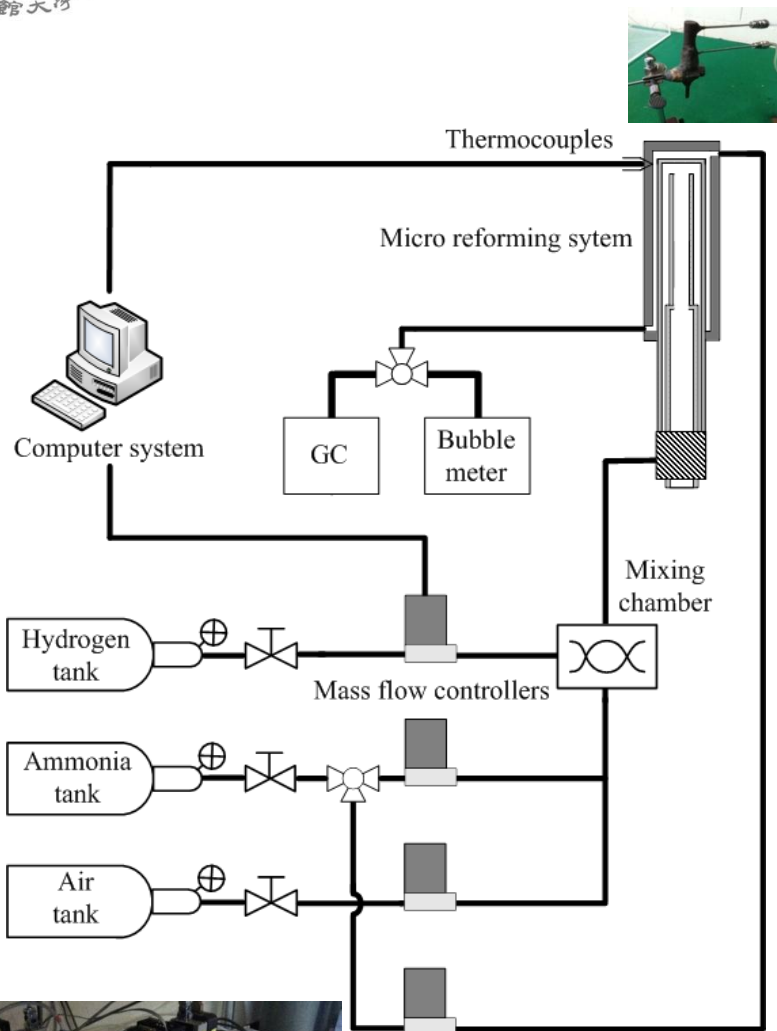 Thermocouples
Micro reforming sytem
Computer system
GC
Bubble
meter
Mixing
chamber
Hydrogen
tank
Mass flow controllers
Ammonia
tank
Air
tank